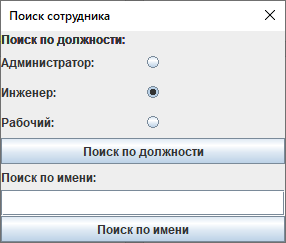 Поиск сотрудника
Поиск по должности:
Администратор:
Инженер:
Рабочий:
Поиск по должности
Поиск по имени:
Поиск по имени